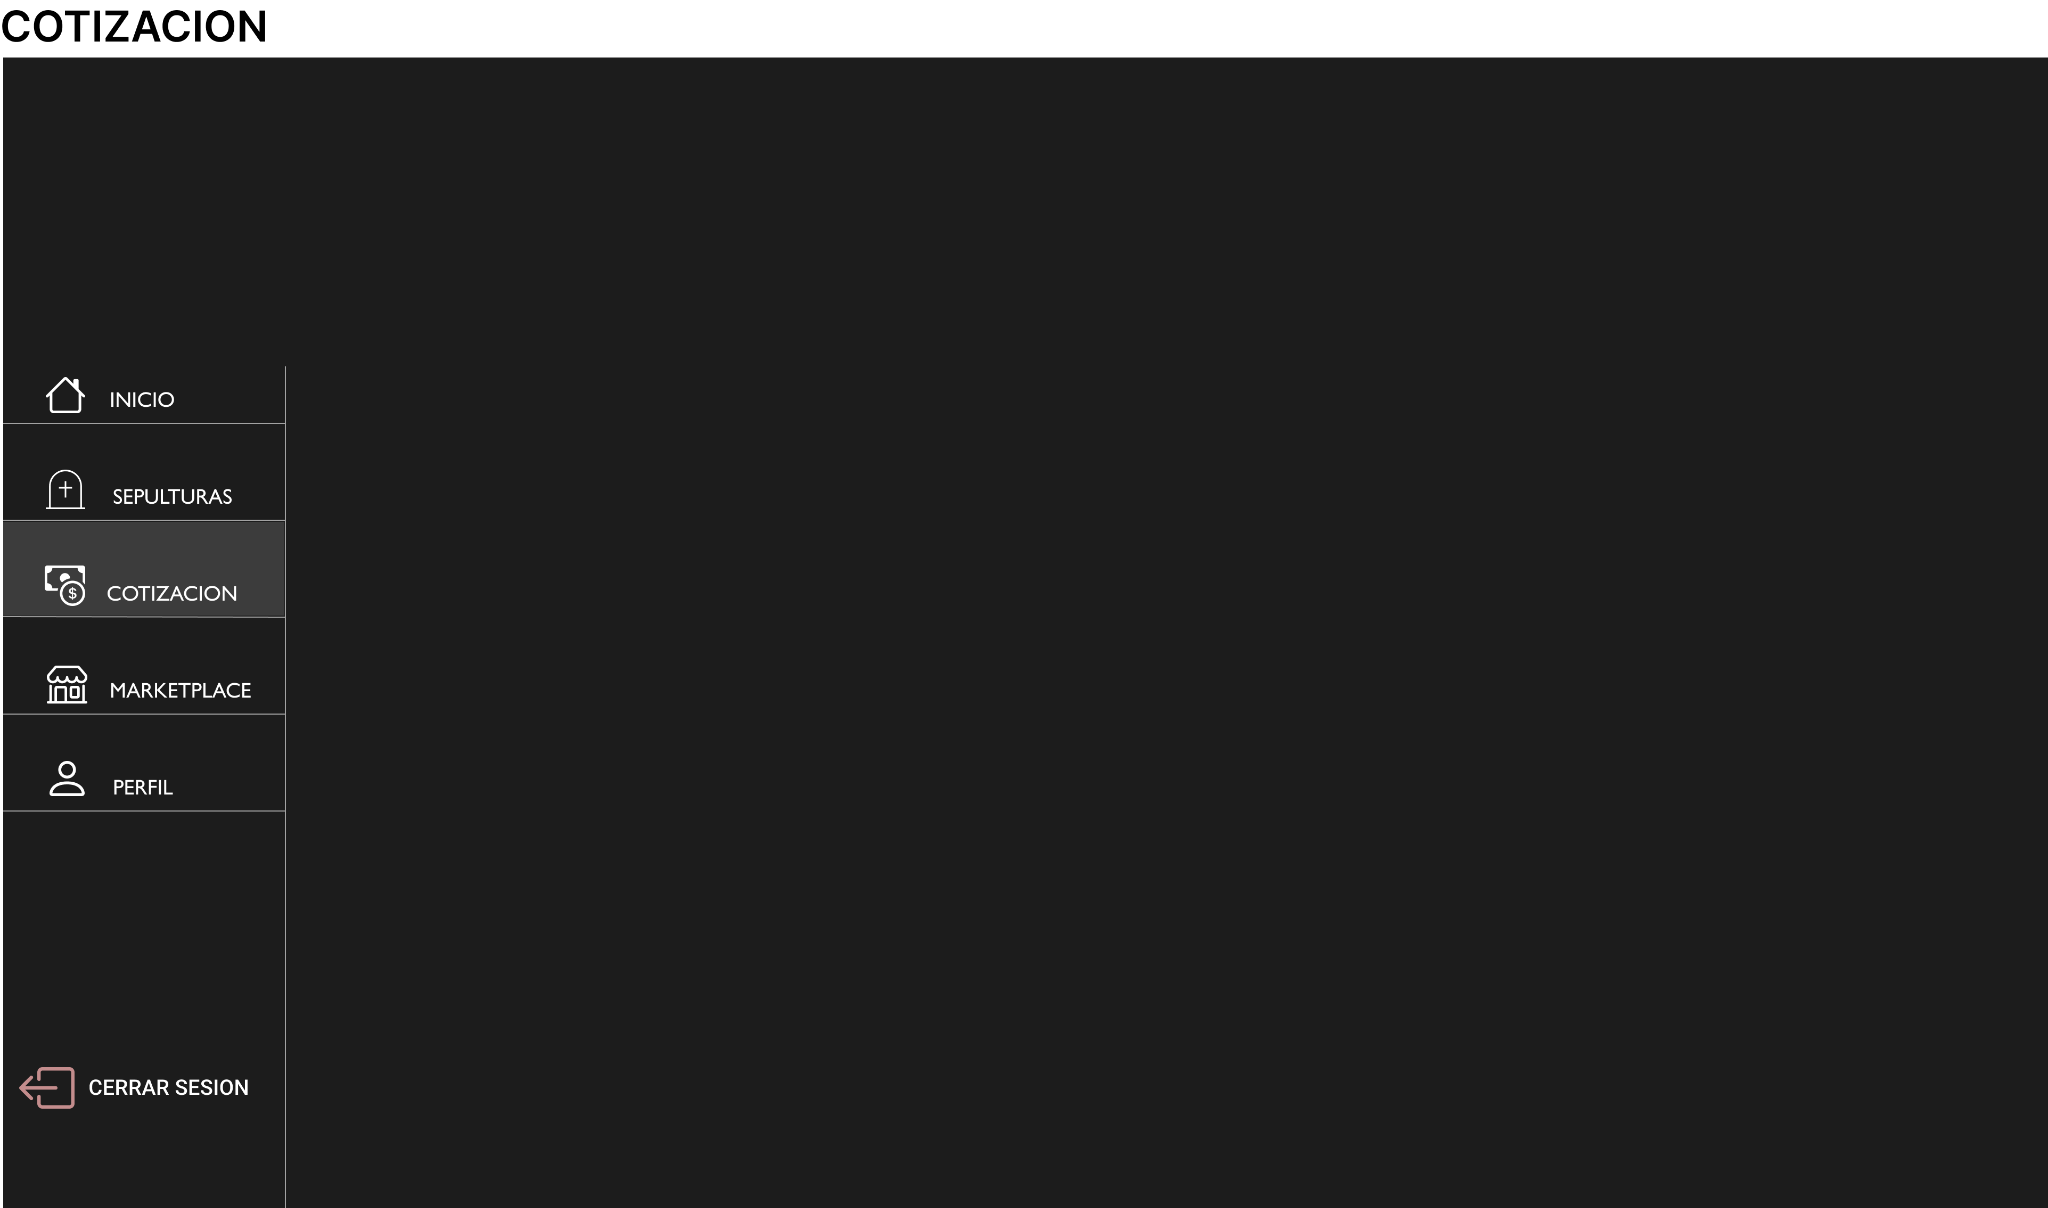 COTIZACION
INICIO
SEPULTURAS
COTIZACION
MARKETPLACE
PERFIL
CERRAR SESION